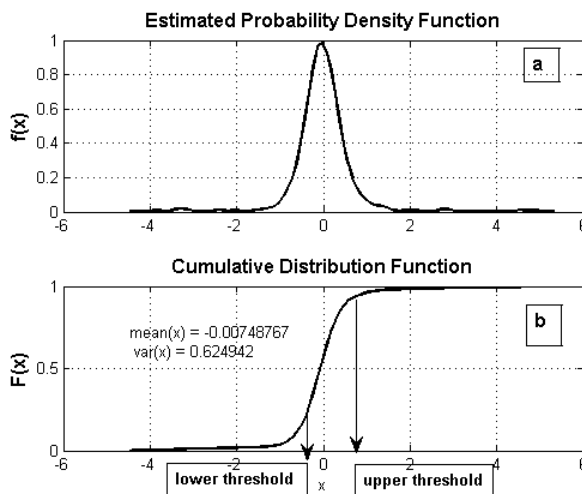 Estimated Probability Density Function
a
f(x)
1
0.8
0.6
0.4
0.2
0
-6 -4 -2 0 2 4 6
Cumulative Distribution Function
b
F(x)
1
0.5
0
mean(x) = -0.00748767
var(x) = 0.624942
-6 -4 -2 0 2 4 6
lower threshold x upper threshold